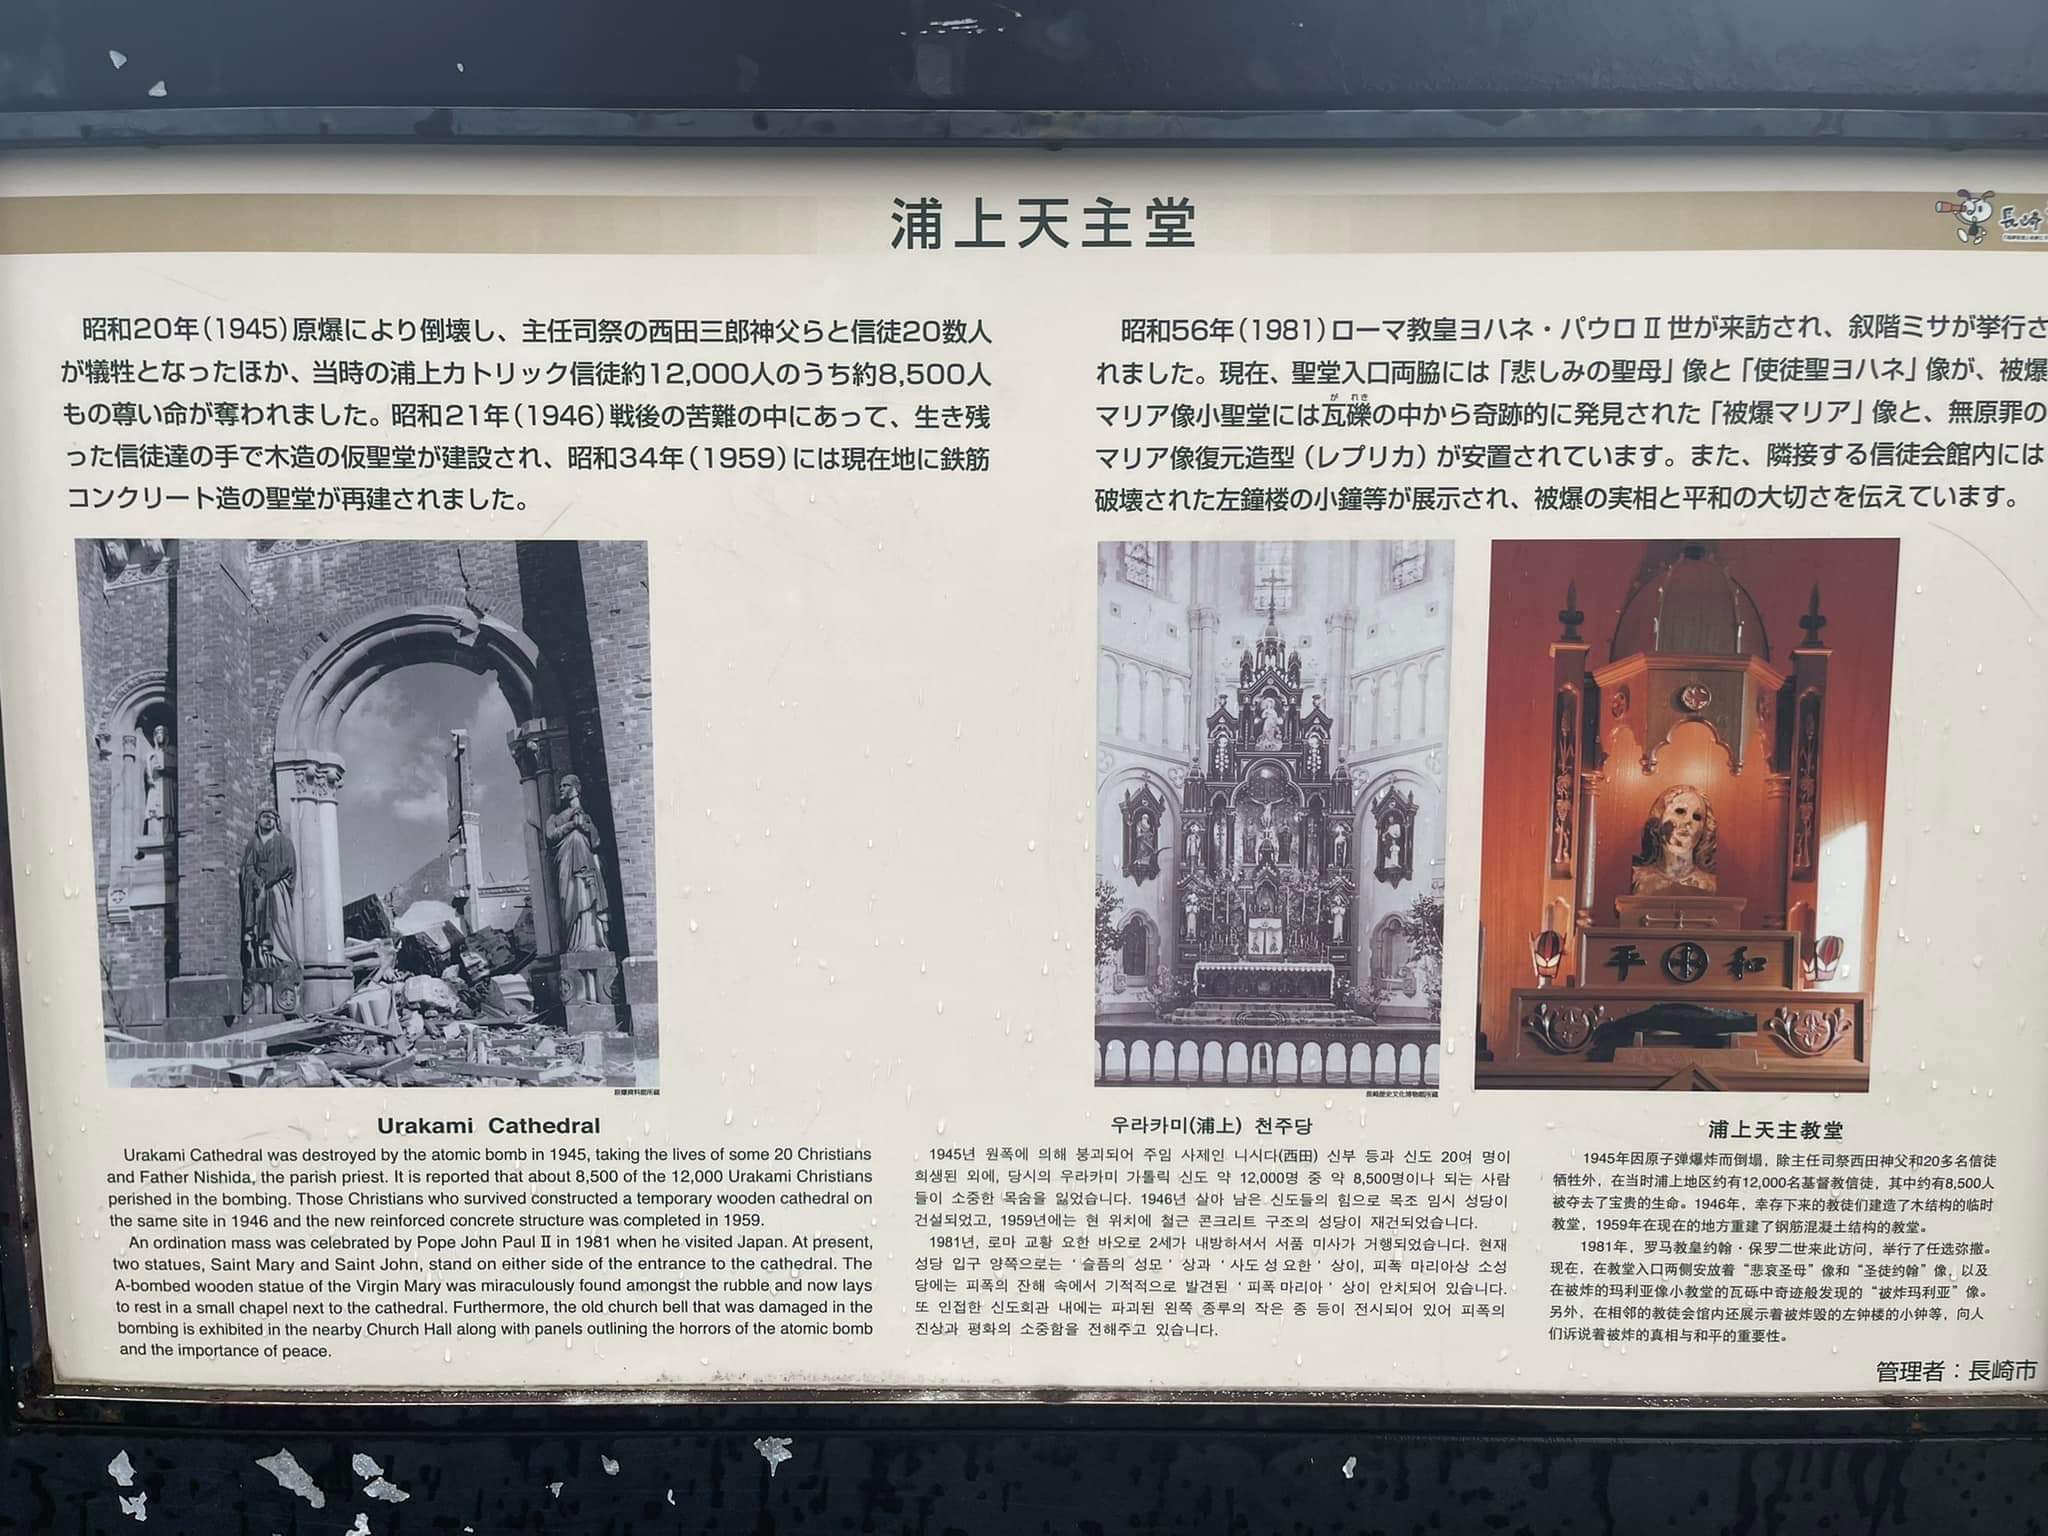 浦上天主堂
長崎
昭和20年(1945)原爆により倒壊し、主任司祭の西田三郎神父らと信徒20数人
が犠牲となったほか、当時の浦上カトリック信徒約12,000人のうち約8,500人
もの尊い命が奪われました。昭和21年(1946)戦後の苦難の中にあって、生き残
った信徒達の手で木造の仮聖堂が建設され、昭和34年(1959)には現在地に鉄筋
コンクリート造の聖堂が再建されました。
昭和56年(1981)ローマ教皇ヨハネ・パウロⅡ世が来訪され、叙階ミサが挙行さ
れました。現在、聖堂入口両脇には「悲しみの聖母」像と「使徒聖ヨハネ」像が、被爆
が れき
マリア像小聖堂には瓦礫の中から奇跡的に発見された「被爆マリア」像と、無原罪の
マリア像復元造型(レプリカ)が安置されています。また、隣接する信徒会館内には
破壊された左鐘楼の小鐘等が展示され、被爆の実相と平和の大切さを伝えています。
平和
原爆資料館所蔵
長崎歴史文化博物館所蔵
Urakami Cathedral
Urakami Cathedral was destroyed by the atomic bomb in 1945, taking the lives of some 20 Christians
and Father Nishida, the parish priest. It is reported that about 8,500 of the 12,000 Urakami Christians
perished in the bombing. Those Christians who survived constructed a temporary wooden cathedral on
the same site in 1946 and the new reinforced concrete structure was completed in 1959.
An ordination mass was celebrated by Pope John Paul Ⅱ in 1981 when he visited Japan. At present,
two statues, Saint Mary and Saint John, stand on either side of the entrance to the cathedral. The
A-bombed wooden statue of the Virgin Mary was miraculously found amongst the rubble and now lays
to rest in a small chapel next to the cathedral. Furthermore, the old church bell that was damaged in the
bombing is exhibited in the nearby Church Hall along with panels outlining the horrors of the atomic bomb
and the importance of peace.
우라카미(浦上) 천주당
1945년 원폭에 의해 붕괴되어 주임 사제인 니시다(西田) 신부 등과 신도 20여 명이
희생된 외에, 당시의 우라카미 가톨릭 신도 약 12,000명 중 약 8,500명이나 되는 사람
들이 소중한 목숨을 잃었습니다. 1946년 살아 남은 신도들의 힘으로 목조 임시 성당이
건설되었고, 1959년에는 현 위치에 철근 콘크리트 구조의 성당이 재건되었습니다.
1981년, 로마 교황 요한 바오로 2세가 내방하셔서 서품 미사가 거행되었습니다. 현재
성당 입구 양쪽으로는 '슬픔의 성모' 상과 '사도 성 요한' 상이, 피폭 마리아상 소성
당에는 피폭의 잔해 속에서 기적적으로 발견된 '피폭 마리아' 상이 안치되어 있습니다.
또 인접한 신도회관 내에는 파괴된 왼쪽 종루의 작은 종 등이 전시되어 있어 피폭의
진상과 평화의 소중함을 전해주고 있습니다.
浦上天主教堂
1945年因原子弹爆炸而倒塌，除主任司祭西田神父和20多名信徒
牺牲外，在当时浦上地区约有12,000名基督教信徒，其中约有8,500人
被夺去了宝贵的生命。1946年，幸存下来的教徒们建造了木结构的临时
教堂，1959年在现在的地方重建了钢筋混凝土结构的教堂。
1981年，罗马教皇约翰·保罗二世来此访问，举行了任选弥撒。
现在，在教堂入口两侧安放着“悲哀圣母”像和“圣徒约翰”像，以及
在被炸的玛利亚像小教堂的瓦砾中奇迹般发现的“被炸玛利亚”像。
另外，在相邻的教徒会馆内还展示着被炸毁的左钟楼的小钟等，向人
们诉说着被炸的真相与和平的重要性。
管理者：長崎市